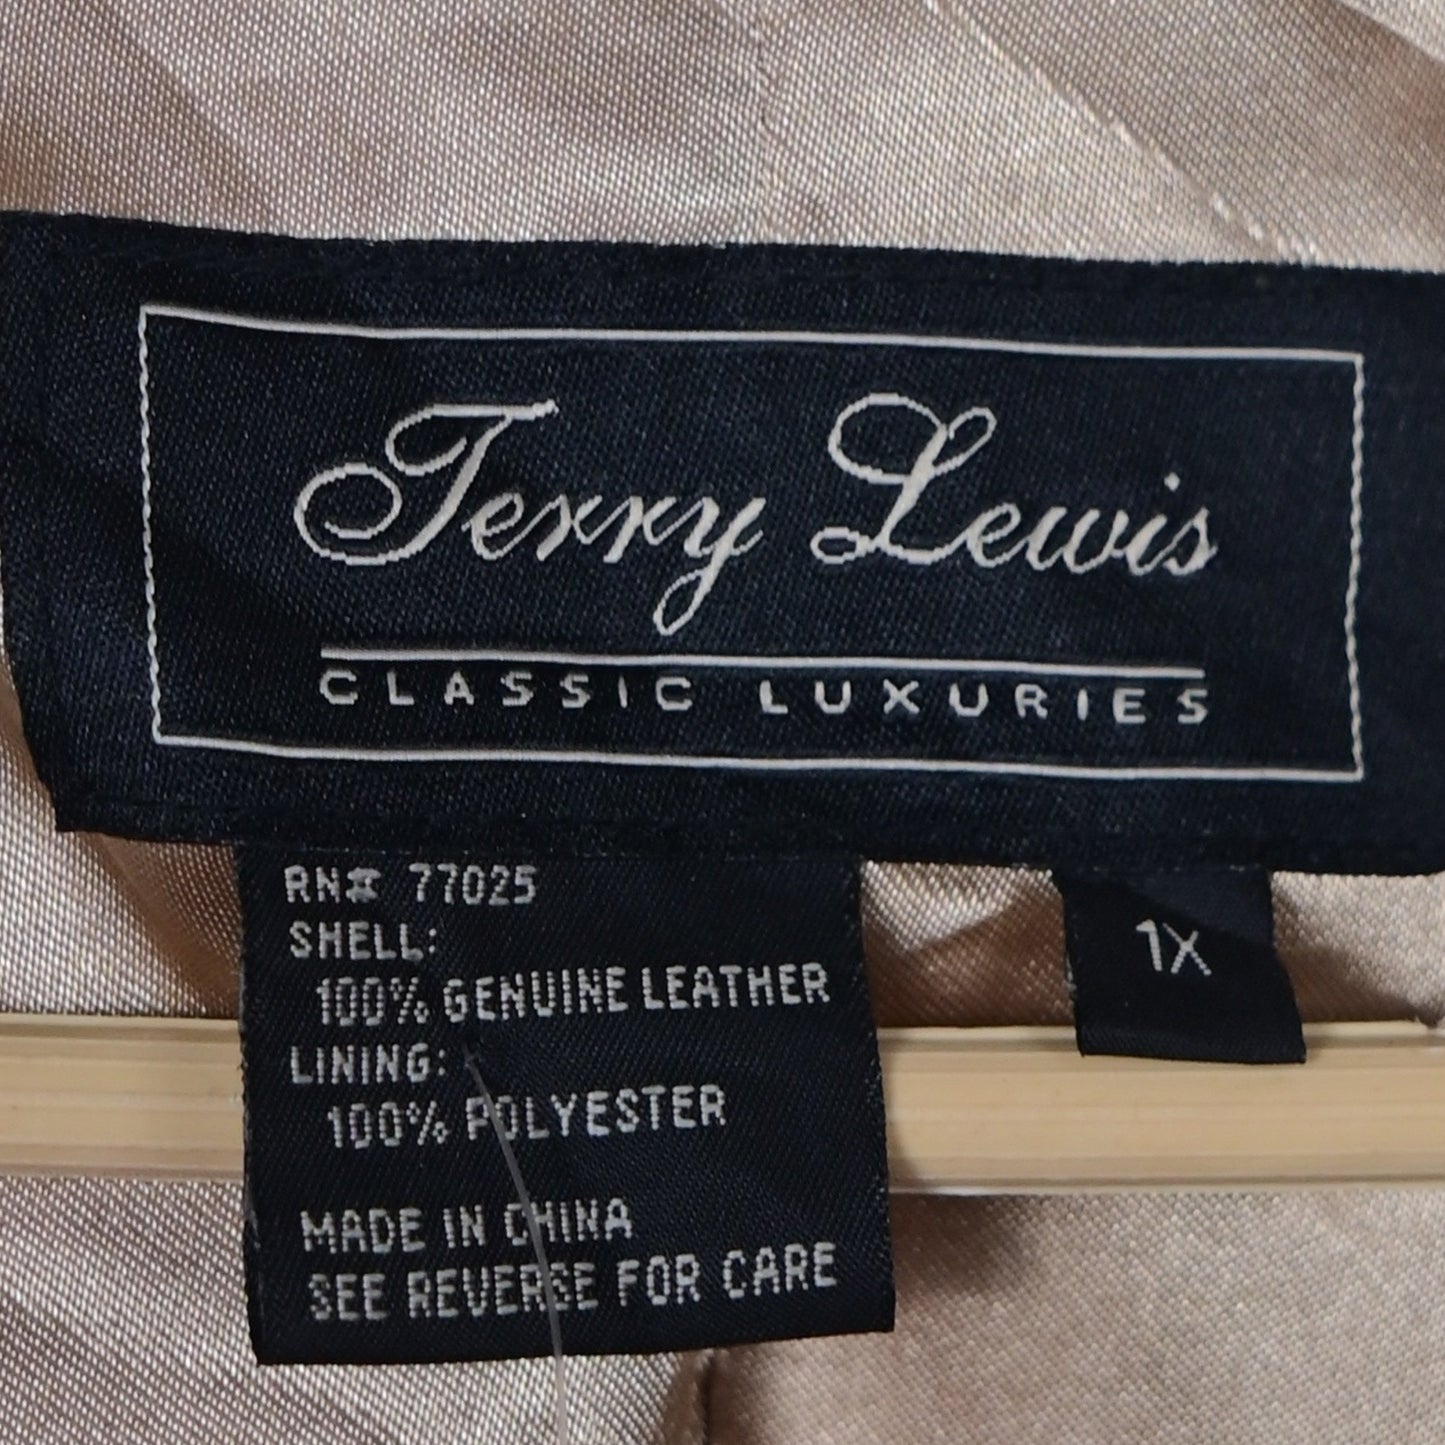 Terry Lewis
CLASSIC LUXURIES
RN# 77025
SHELL:
100% GENUINE LEATHER
LINING:
100% POLYESTER
MADE IN CHINA
SEE REVERSE FOR CARE
1X